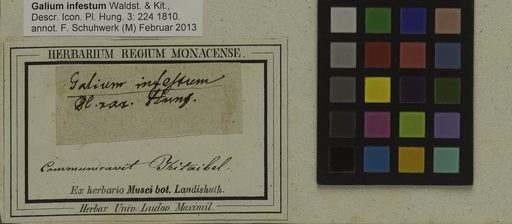 Galium infestum Waldst. & Kit.,
Descr. Icon. Pl. Hung. 3: 224 1810.
annot. F. Schuhwerk (M) Februar 2013
HERBARIUM REGIUM MONACENSE.
Galium infestum
Pl. rar. Hung.
Communicavit Kitaibel.
Ex herbario Musei bot. Landishuth.
Herbar. Univ. Ludov. Maximil.